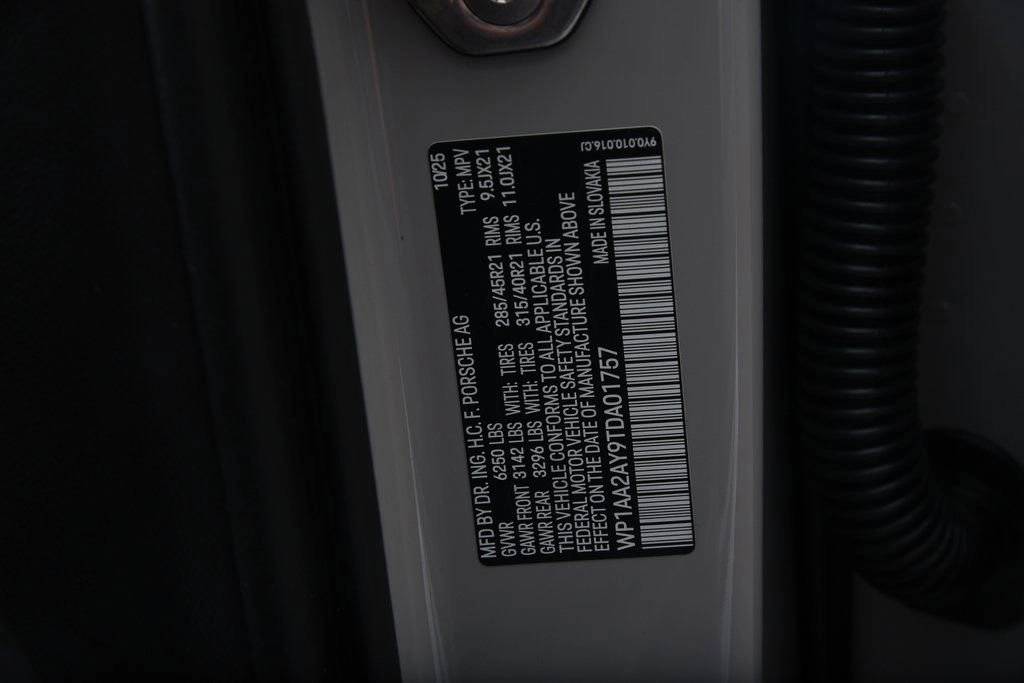 MFD BY DR. ING. H.C. F. PORSCHE AG 10/25
GVWR 6250 LBS TYPE: MPV
GAWR FRONT 3142 LBS WITH: TIRES 285/45R21 RIMS 9.5JX21
GAWR REAR 3296 LBS WITH: TIRES 315/40R21 RIMS 11.0JX21
THIS VEHICLE CONFORMS TO ALL APPLICABLE U.S.
FEDERAL MOTOR VEHICLE SAFETY STANDARDS IN
EFFECT ON THE DATE OF MANUFACTURE SHOWN ABOVE
WP1AA2AY9TDA01757 MADE IN SLOVAKIA
9Y0.010.016.CJ